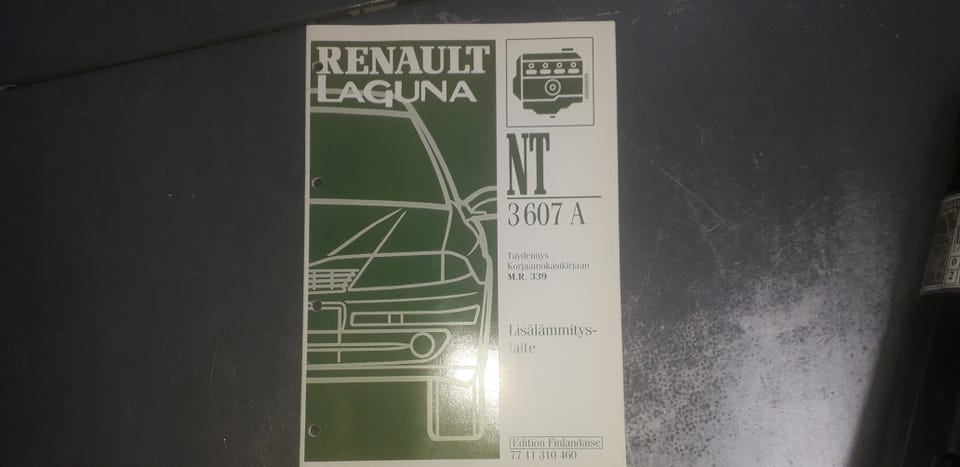 RENAULT
LAGUNA
NT
3607 A
Täydennys
Korjaamokäsikirjaan
M.R. 339
Lisälämmitys-
laite
Edition Finlandaise
77 11 310 460